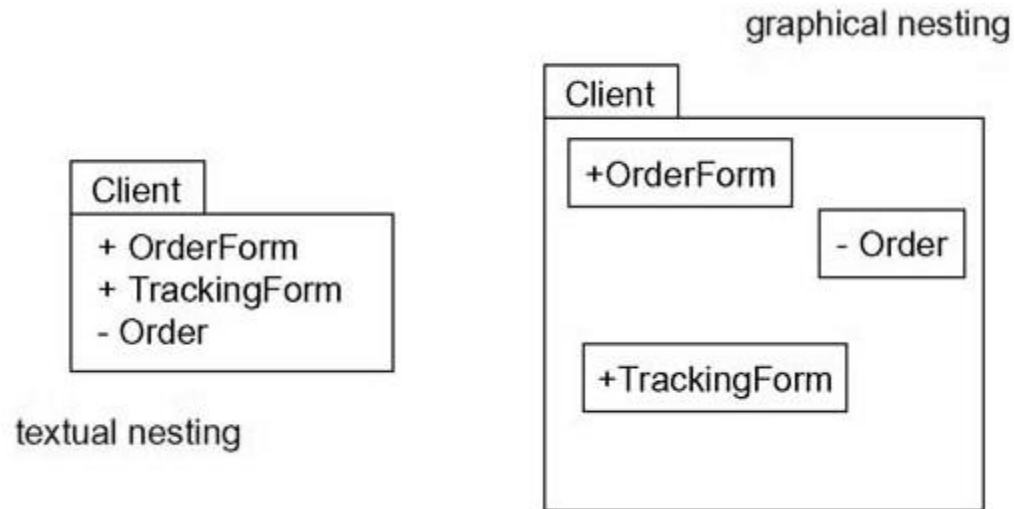 graphical nesting
Client
+OrderForm
- Order
+TrackingForm
Client
+ OrderForm
+ TrackingForm
- Order
textual nesting